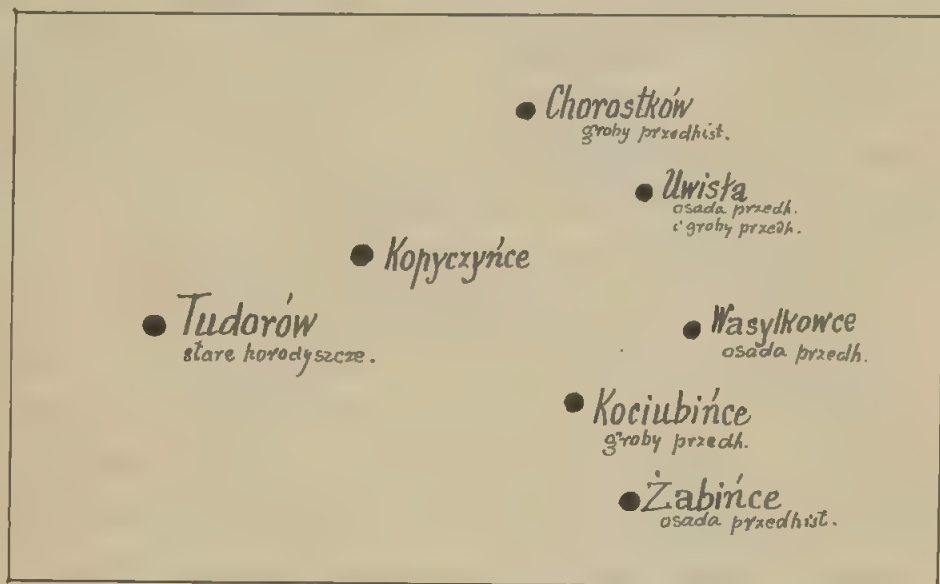 Chorostków
groby przedhist.
Uwisła
osada przedh.
i groby przedh.
Kopyczyńce
Tudorów
stare horodyszcze.
Wasylkowce
osada przedh.
Kociubińce
groby przedh.
Żabińce
osada przedhist.